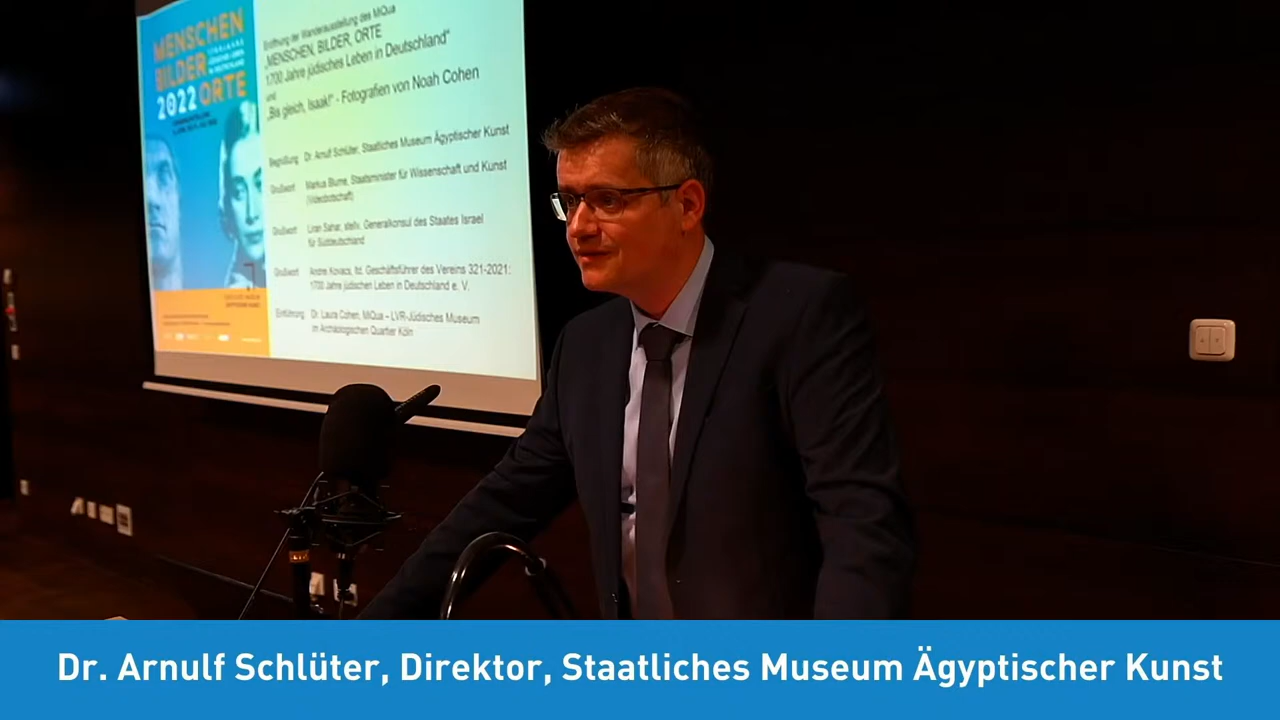 MENSCHEN
BILDER
2022 ORTE
Eröffnung der Wanderausstellung des MiQua
„MENSCHEN, BILDER, ORTE
1700 Jahre jüdisches Leben in Deutschland“
und
„Bis gleich, Isaak!“ - Fotografien von Noah Cohen
Begrüßung Dr. Arnulf Schlüter, Staatliches Museum Ägyptischer Kunst
Grußwort Markus Blume, Staatsminister für Wissenschaft und Kunst
(Videobotschaft)
Grußwort Liran Sahar, stellv. Generalkonsul des Staates Israel
für Süddeutschland
Grußwort Andrei Kovacs, ltd. Geschäftsführer des Vereins 321-2021:
1700 Jahre jüdischen Leben in Deutschland e. V.
Einführung Dr. Laura Cohen, MiQua – LVR-Jüdisches Museum
im Archäologischen Quartier Köln
Dr. Arnulf Schlüter, Direktor, Staatliches Museum Ägyptischer Kunst